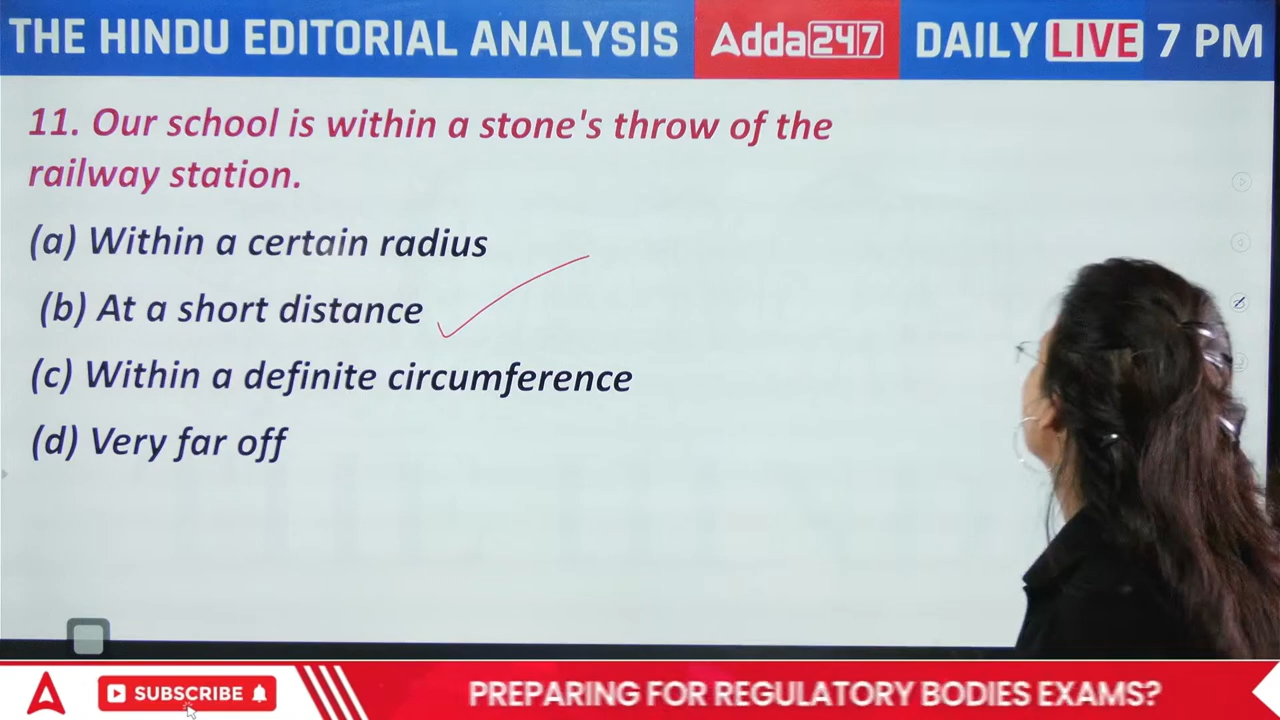 THE HINDU EDITORIAL ANALYSIS Adda247 DAILY LIVE 7 PM
11. Our school is within a stone's throw of the
railway station.
(a) Within a certain radius
(b) At a short distance
(c) Within a definite circumference
(d) Very far off
SUBSCRIBE PREPARING FOR REGULATORY BODIES EXAMS?